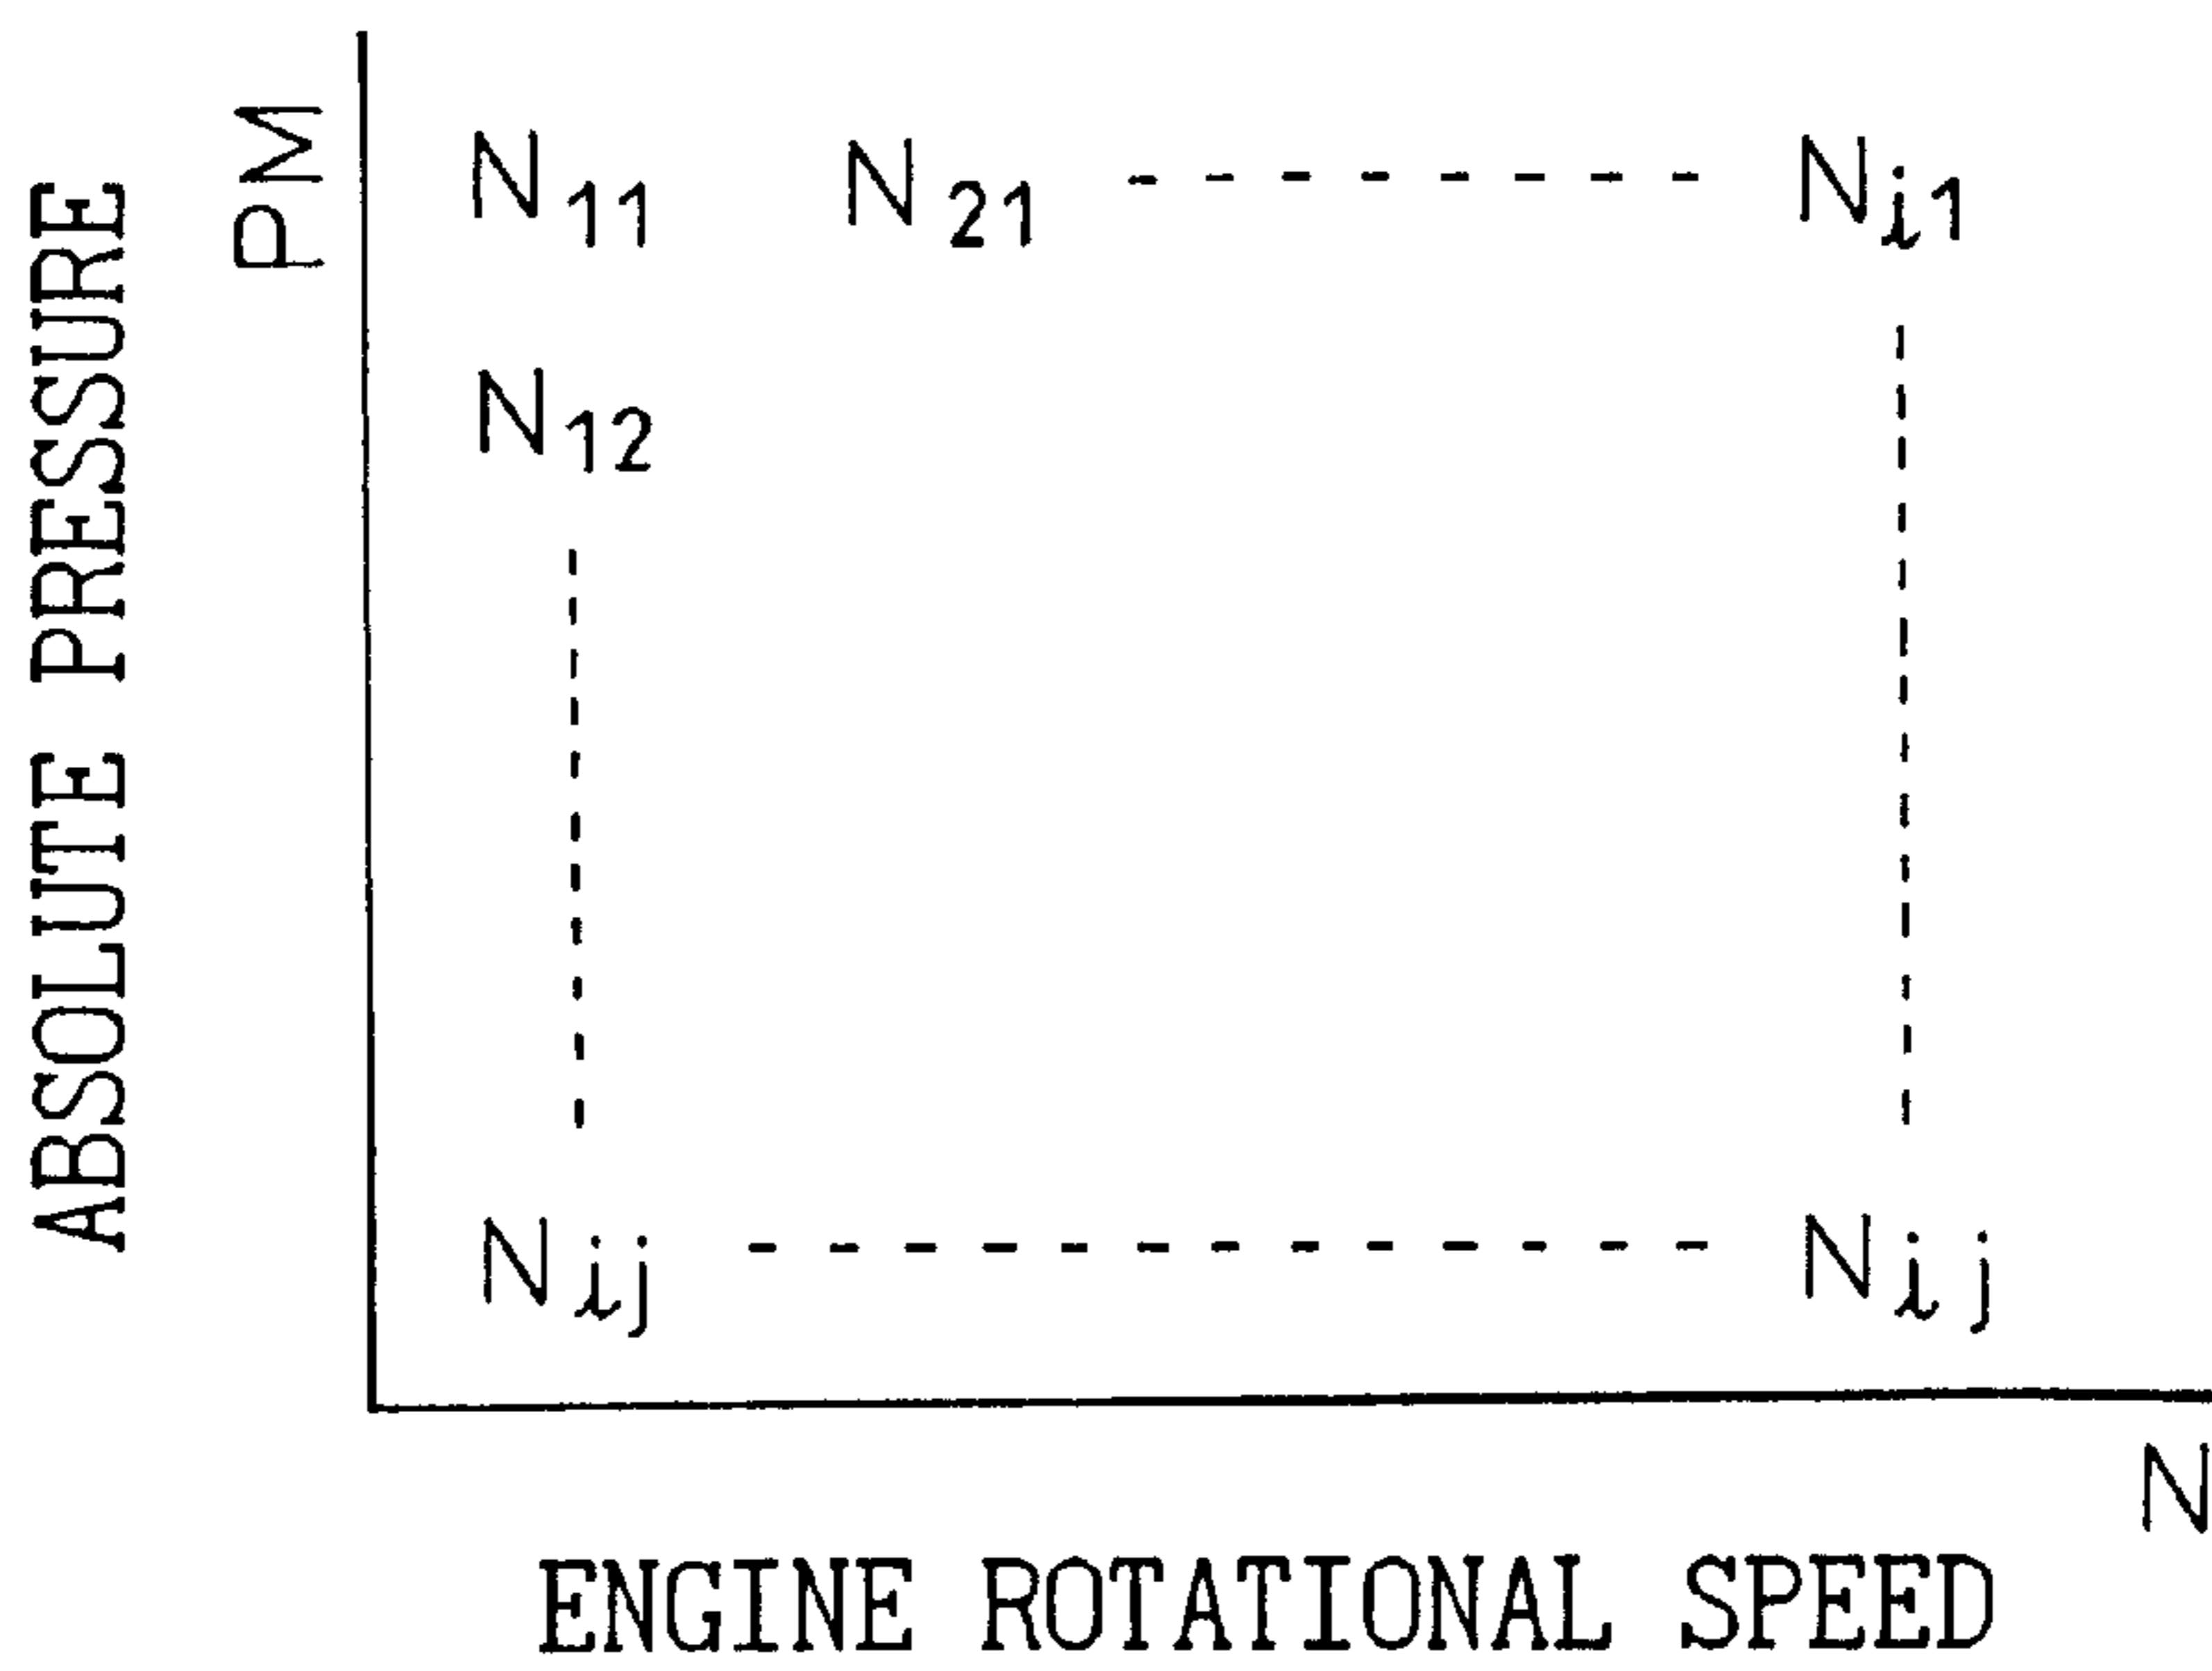 ABSOLUTE PRESSURE
PM
N11 N21 Ni1
N12
Nij Nij
N
ENGINE ROTATIONAL SPEED